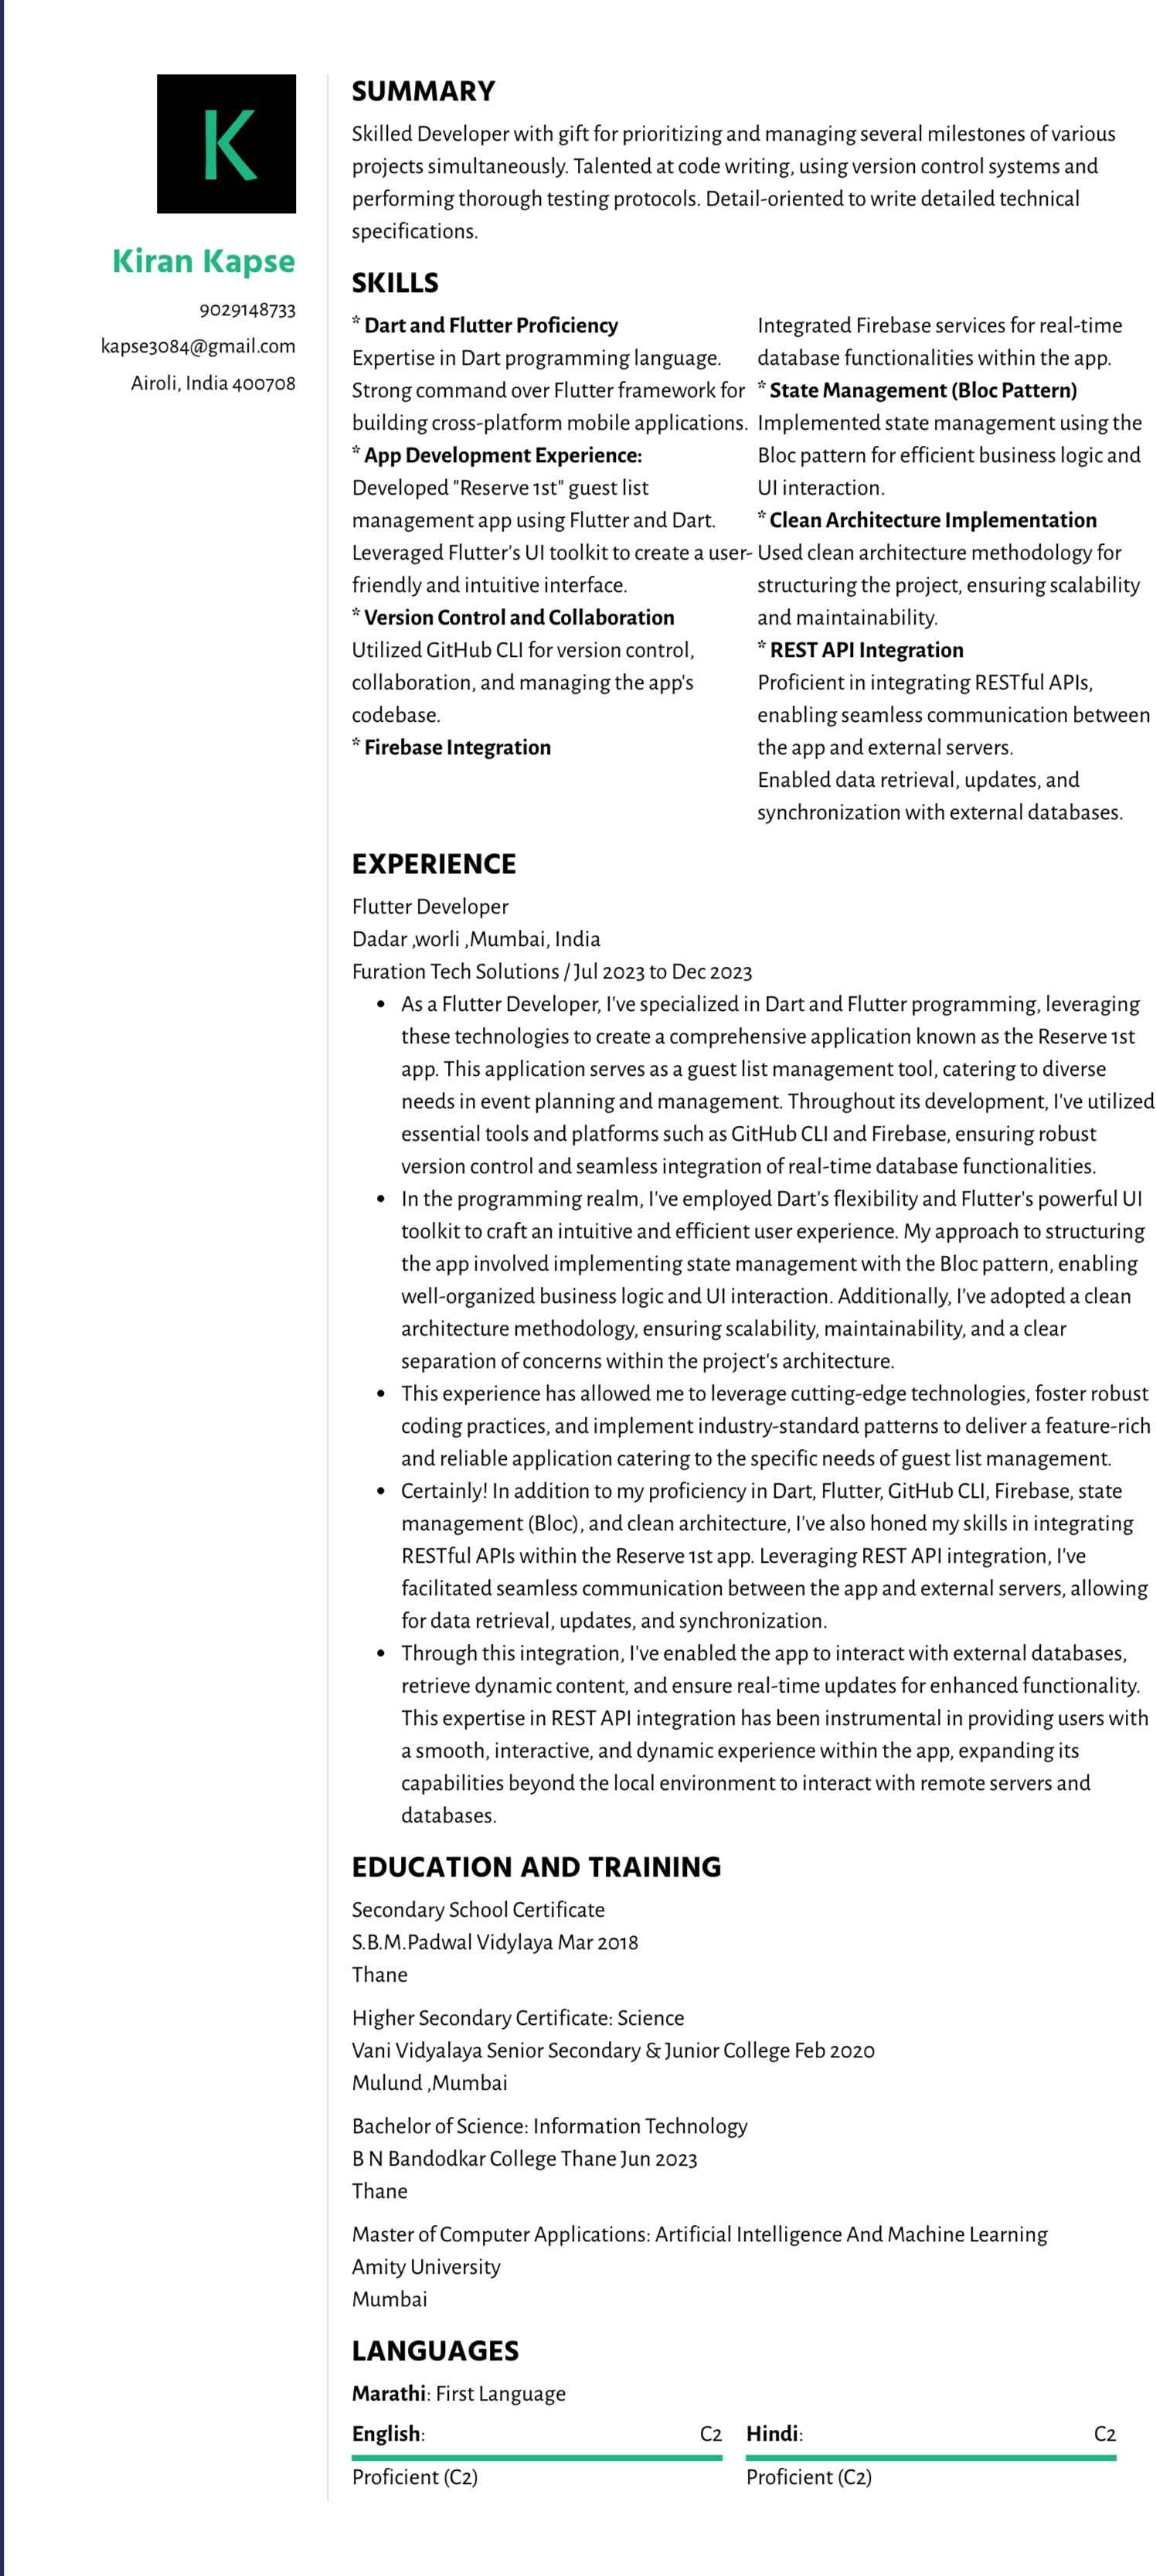 K
Kiran Kapse
9029148733
kapse3084@gmail.com
Airoli, India 400708
SUMMARY
Skilled Developer with gift for prioritizing and managing several milestones of various
projects simultaneously. Talented at code writing, using version control systems and
performing thorough testing protocols. Detail-oriented to write detailed technical
specifications.
SKILLS
* Dart and Flutter Proficiency
Expertise in Dart programming language.
Strong command over Flutter framework for
building cross-platform mobile applications.
* App Development Experience:
Developed "Reserve 1st" guest list
management app using Flutter and Dart.
Leveraged Flutter's UI toolkit to create a user-
friendly and intuitive interface.
* Version Control and Collaboration
Utilized GitHub CLI for version control,
collaboration, and managing the app's
codebase.
* Firebase Integration
Integrated Firebase services for real-time
database functionalities within the app.
* State Management (Bloc Pattern)
Implemented state management using the
Bloc pattern for efficient business logic and
UI interaction.
* Clean Architecture Implementation
Used clean architecture methodology for
structuring the project, ensuring scalability
and maintainability.
* REST API Integration
Proficient in integrating RESTful APIs,
enabling seamless communication between
the app and external servers.
Enabled data retrieval, updates, and
synchronization with external databases.
EXPERIENCE
Flutter Developer
Dadar ,worli ,Mumbai, India
Furation Tech Solutions / Jul 2023 to Dec 2023
• As a Flutter Developer, I've specialized in Dart and Flutter programming, leveraging
these technologies to create a comprehensive application known as the Reserve 1st
app. This application serves as a guest list management tool, catering to diverse
needs in event planning and management. Throughout its development, I've utilized
essential tools and platforms such as GitHub CLI and Firebase, ensuring robust
version control and seamless integration of real-time database functionalities.
• In the programming realm, I've employed Dart's flexibility and Flutter's powerful UI
toolkit to craft an intuitive and efficient user experience. My approach to structuring
the app involved implementing state management with the Bloc pattern, enabling
well-organized business logic and UI interaction. Additionally, I've adopted a clean
architecture methodology, ensuring scalability, maintainability, and a clear
separation of concerns within the project's architecture.
• This experience has allowed me to leverage cutting-edge technologies, foster robust
coding practices, and implement industry-standard patterns to deliver a feature-rich
and reliable application catering to the specific needs of guest list management.
• Certainly! In addition to my proficiency in Dart, Flutter, GitHub CLI, Firebase, state
management (Bloc), and clean architecture, I've also honed my skills in integrating
RESTful APIs within the Reserve 1st app. Leveraging REST API integration, I've
facilitated seamless communication between the app and external servers, allowing
for data retrieval, updates, and synchronization.
• Through this integration, I've enabled the app to interact with external databases,
retrieve dynamic content, and ensure real-time updates for enhanced functionality.
This expertise in REST API integration has been instrumental in providing users with
a smooth, interactive, and dynamic experience within the app, expanding its
capabilities beyond the local environment to interact with remote servers and
databases.
EDUCATION AND TRAINING
Secondary School Certificate
S.B.M.Padwal Vidylaya Mar 2018
Thane
Higher Secondary Certificate: Science
Vani Vidyalaya Senior Secondary & Junior College Feb 2020
Mulund ,Mumbai
Bachelor of Science: Information Technology
B N Bandodkar College Thane Jun 2023
Thane
Master of Computer Applications: Artificial Intelligence And Machine Learning
Amity University
Mumbai
LANGUAGES
Marathi: First Language
English: C2
Proficient (C2)
Hindi: C2
Proficient (C2)